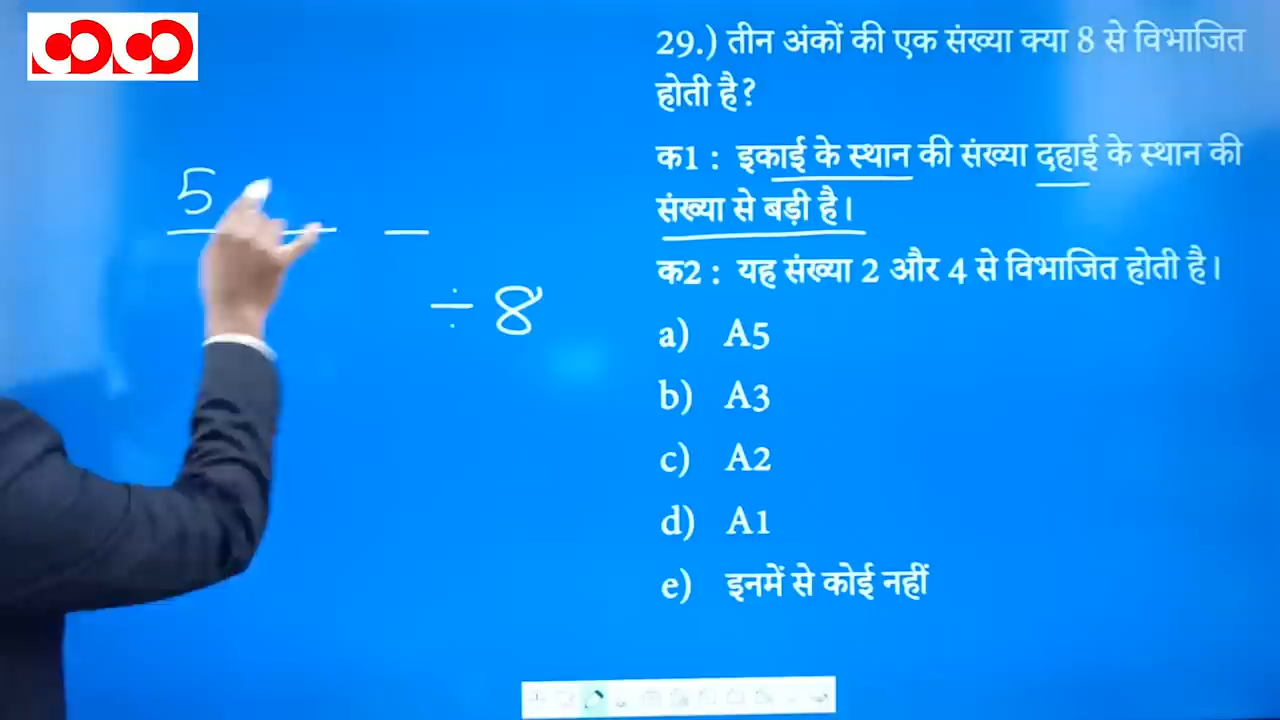 29.) तीन अंकों की एक संख्या क्या 8 से विभाजित
होती है?
क1 : इकाई के स्थान की संख्या दहाई के स्थान की
संख्या से बड़ी है।
क2 : यह संख्या 2 और 4 से विभाजित होती है।
a) A5
b) A3
c) A2
d) A1
e) इनमें से कोई नहीं
5
÷ 8